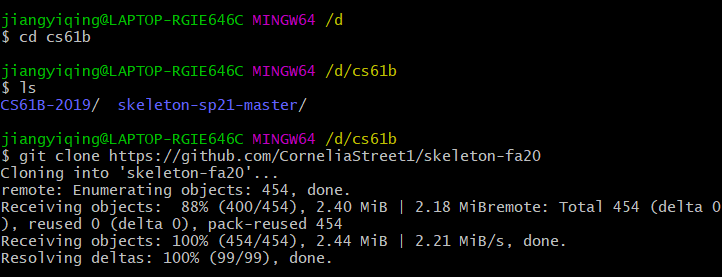 jiangyiqing@LAPTOP-RGIE646C MINGW64 /d
$ cd cs61b
jiangyiqing@LAPTOP-RGIE646C MINGW64 /d/cs61b
$ ls
CS61B-2019/  skeleton-sp21-master/
jiangyiqing@LAPTOP-RGIE646C MINGW64 /d/cs61b
$ git clone https://github.com/CorneliaStreet1/skeleton-fa20
Cloning into 'skeleton-fa20'...
remote: Enumerating objects: 454, done.
Receiving objects:  88% (400/454), 2.40 MiB | 2.18 MiBremote: Total 454 (delta 0
), reused 0 (delta 0), pack-reused 454
Receiving objects: 100% (454/454), 2.44 MiB | 2.21 MiB/s, done.
Resolving deltas: 100% (99/99), done.